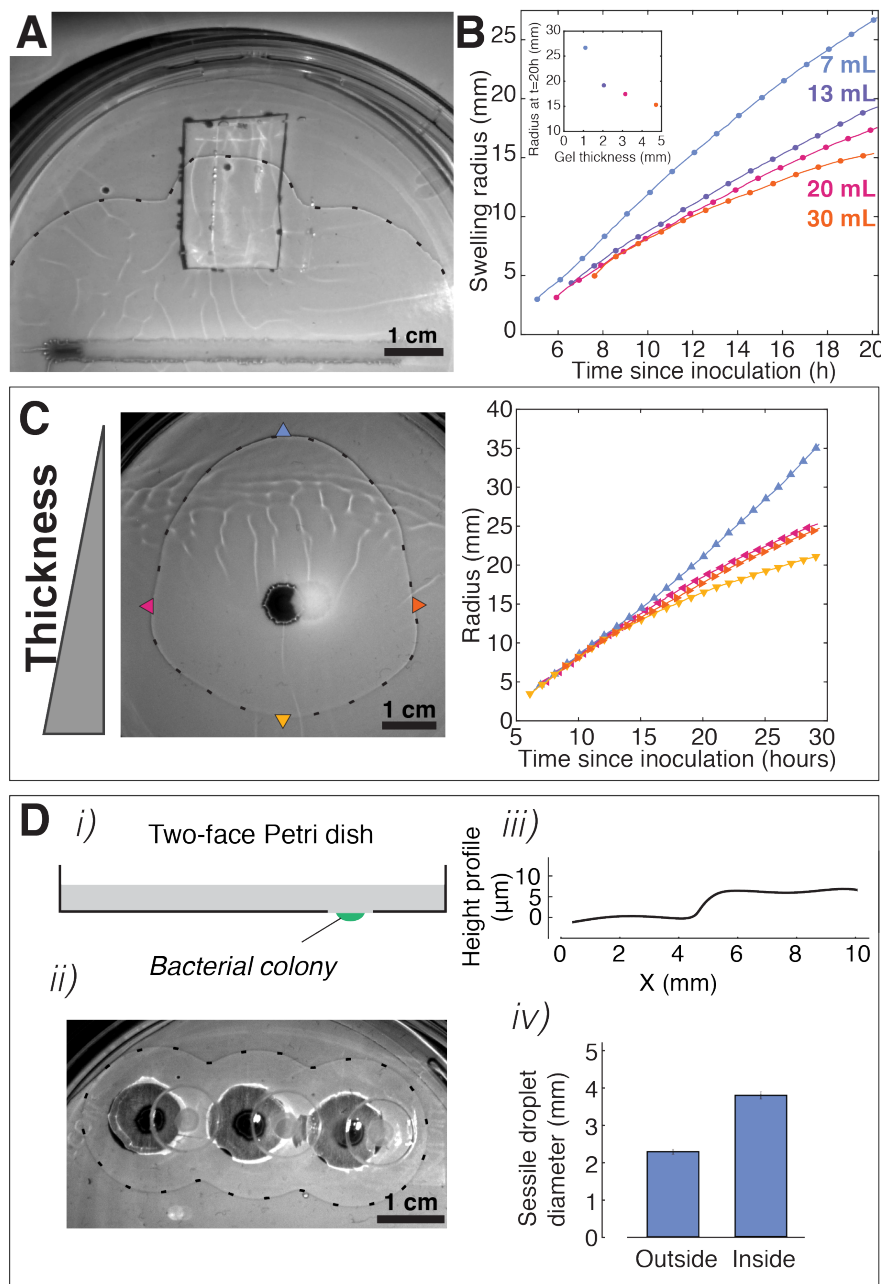 A
1 cm
B
Swelling radius (mm)
25
20
15
10
5
0
6 8 10 12 14 16 18 20
Time since inoculation (h)
7 mL
13 mL
20 mL
30 mL
Radius at t=20h (mm)
30
25
20
15
10
0 1 2 3 4 5
Gel thickness (mm)
C
Thickness
1 cm
Radius (mm)
40
35
30
25
20
15
10
5
0
5 10 15 20 25 30
Time since inoculation (hours)
D
i)
Two-face Petri dish
Bacterial colony
ii)
1 cm
iii)
Height profile
(µm)
10
5
0
0 2 4 6 8 10
X (mm)
iv)
Sessile droplet
diameter (mm)
5
4
3
2
1
0
Outside Inside